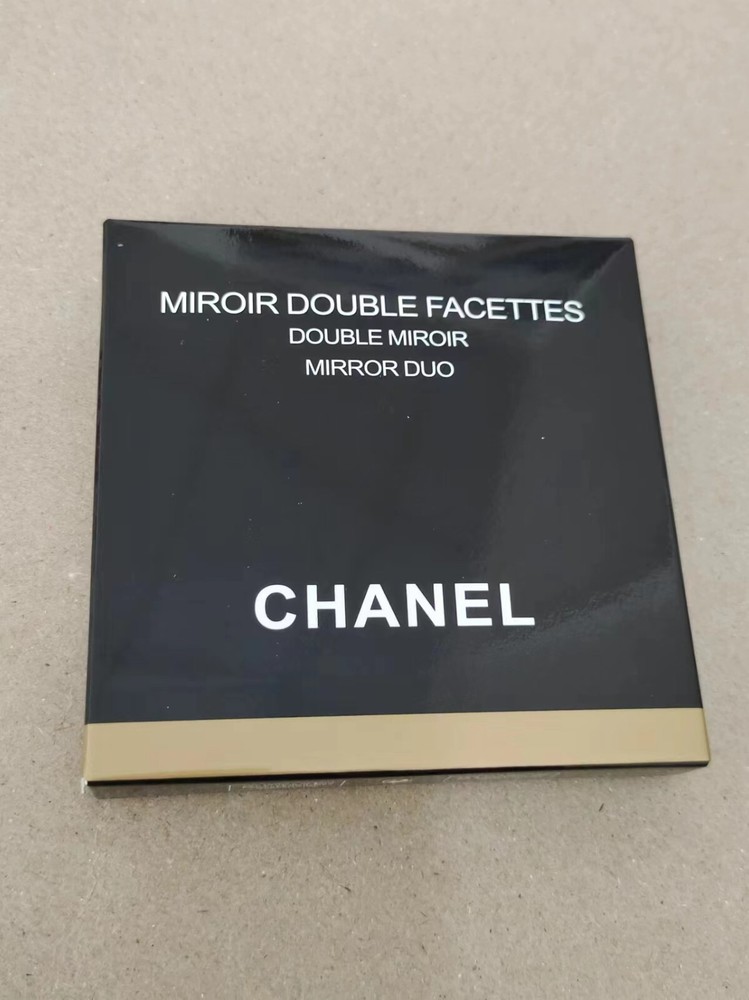 MIROIR DOUBLE FACETTES
DOUBLE MIROIR
MIRROR DUO
CHANEL